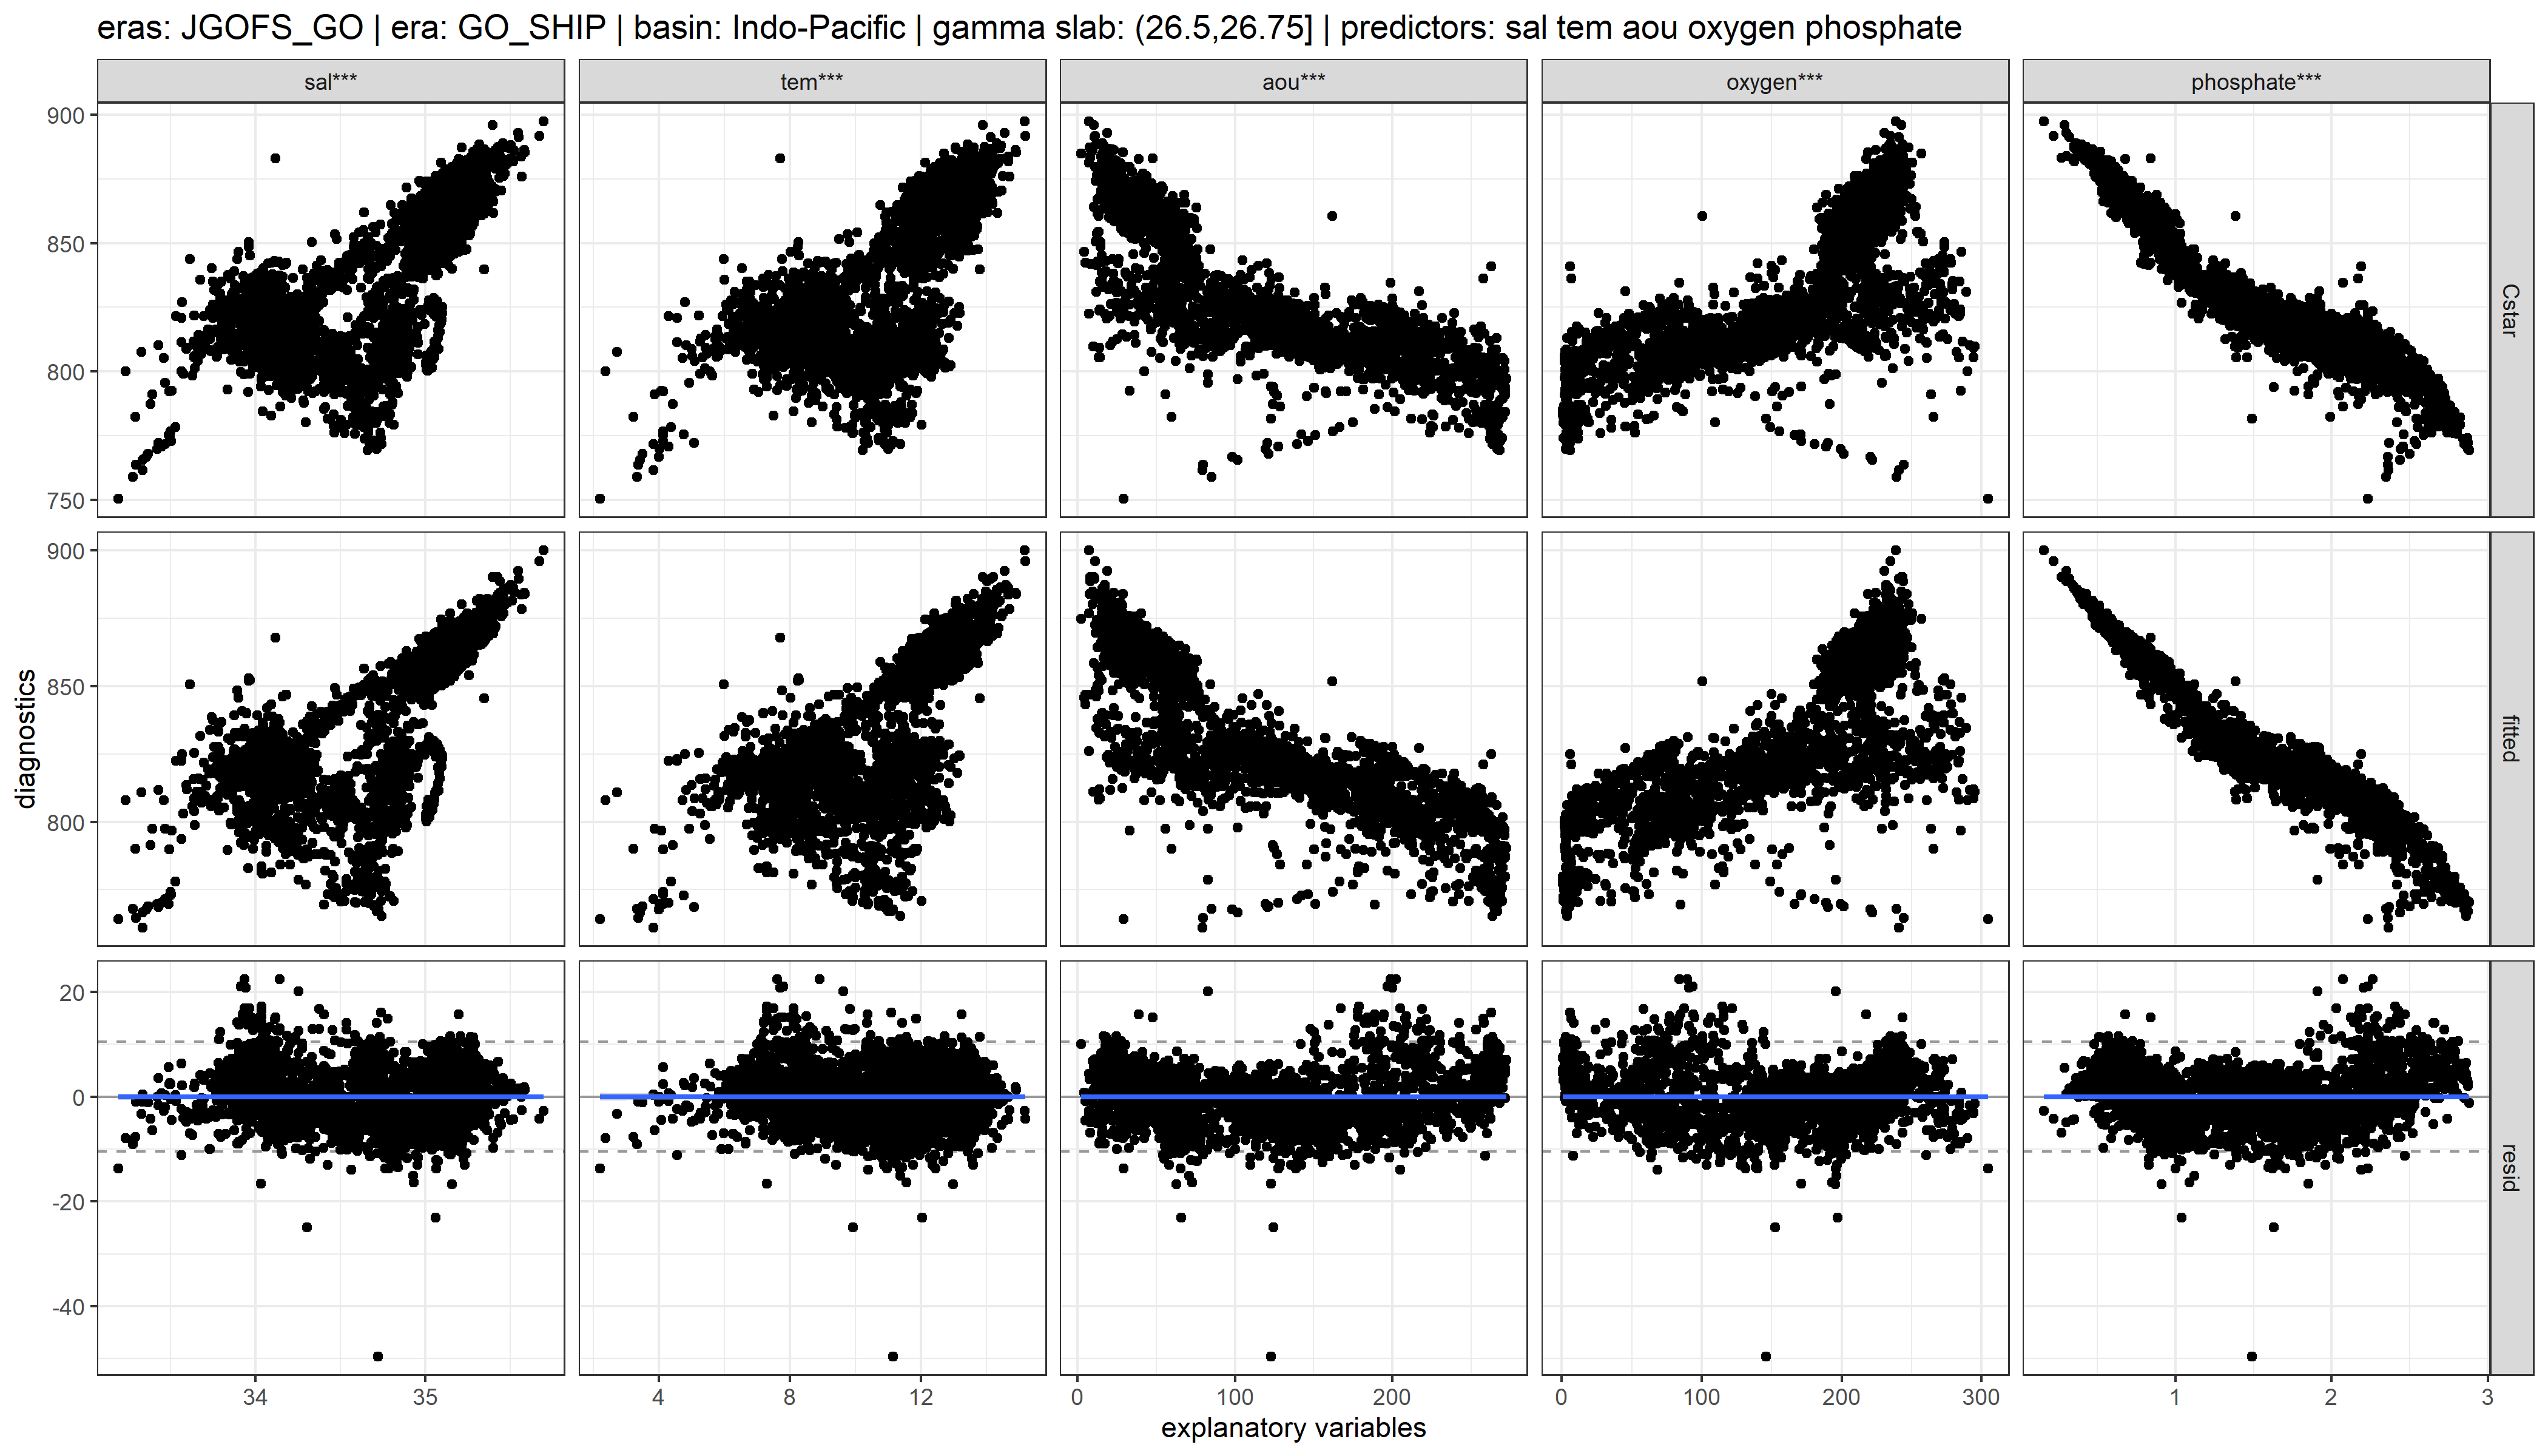 eras: JGOFS_GO | era: GO_SHIP | basin: Indo-Pacific | gamma slab: (26.5,26.75] | predictors: sal tem aou oxygen phosphate
sal*** tem*** aou*** oxygen*** phosphate***
900
850
800
750
Cstar
900
850
800
fitted
diagnostics
20
0
-20
-40
resid
34 35 4 8 12 0 100 200 0 100 200 300 1 2 3
explanatory variables